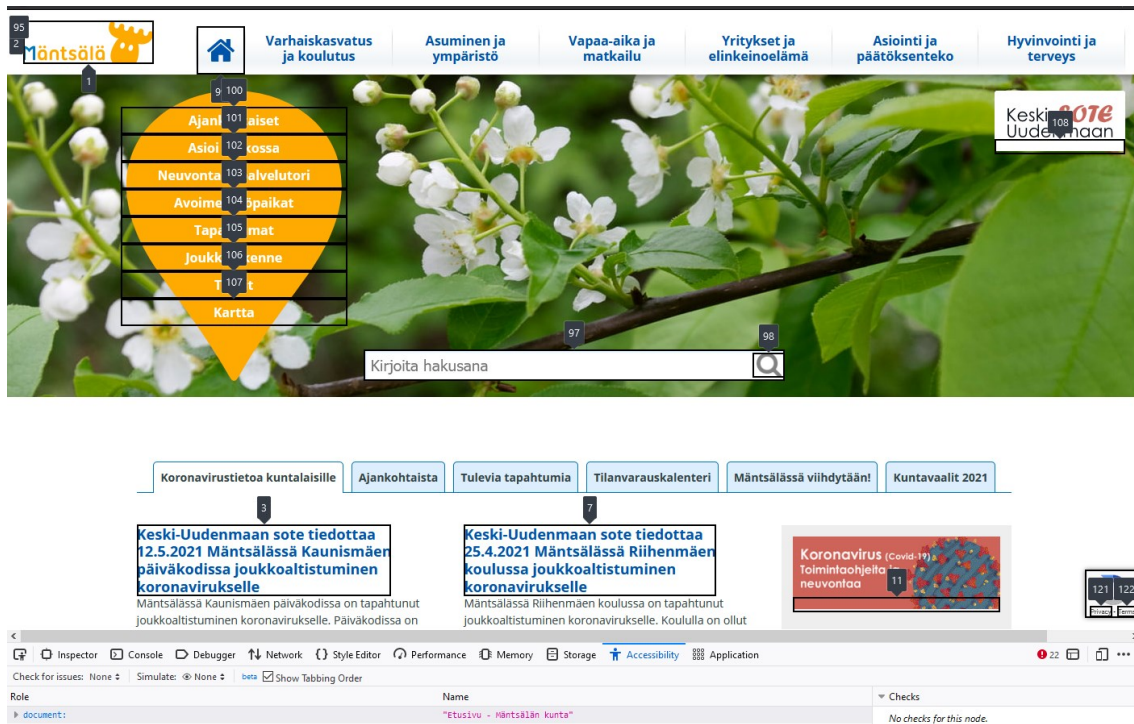 95
2
Mäntsälä
1
Varhaiskasvatus
ja koulutus
Asuminen ja
ympäristö
Vapaa-aika ja
matkailu
Yritykset ja
elinkeinoelämä
Asiointi ja
päätöksenteko
Hyvinvointi ja
terveys
9 100
101
102
103
104
105
106
107
Kartta
Keski
SOTE
Uudenmaan
108
97
98
Kirjoita hakusana
Koronavirustietoa kuntalaisille
Ajankohtaista
Tulevia tapahtumia
Tilanvarauskalenteri
Mäntsälässä viihdytään!
Kuntavaalit 2021
3
Keski-Uudenmaan sote tiedottaa
12.5.2021 Mäntsälässä Kaunismäen
päiväkodissa joukkoaltistuminen
koronavirukselle
Mäntsälässä Kaunismäen päiväkodissa on tapahtunut
joukkoaltistuminen koronavirukselle. Päiväkodissa on
7
Keski-Uudenmaan sote tiedottaa
25.4.2021 Mäntsälässä Riihenmäen
koulussa joukkoaltistuminen
koronavirukselle
Mäntsälässä Riihenmäen koulussa on tapahtunut
joukkoaltistuminen koronavirukselle. Koululla on ollut
Koronavirus (Covid-19)
Toimintaohjeita
neuvontaa
11
121 122
Privacy - Terms
Inspector Console Debugger Network {} Style Editor Performance Memory Storage Accessibility Application 22
Check for issues: None Simulate: None beta Show Tabbing Order
Role Name Checks
document: "Etusivu - Mäntsälän kunta" No checks for this node.